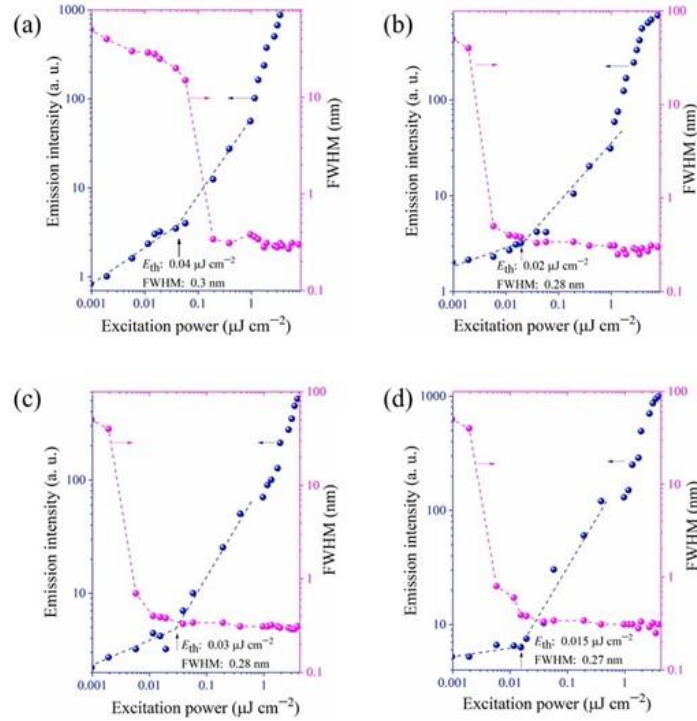 (a)
1000
100
10
1
Emission intensity (a. u.)
10
1
0.1
FWHM (nm)
E_th: 0.04 μJ cm⁻²
FWHM: 0.3 nm
0.001 0.01 0.1 1
Excitation power (μJ cm⁻²)
(b)
100
10
1
Emission intensity (a. u.)
100
10
1
0.1
FWHM (nm)
E_th: 0.02 μJ cm⁻²
FWHM: 0.28 nm
0.001 0.01 0.1 1
Excitation power (μJ cm⁻²)
(c)
100
10
Emission intensity (a. u.)
100
10
1
0.1
FWHM (nm)
E_th: 0.03 μJ cm⁻²
FWHM: 0.28 nm
0.001 0.01 0.1 1
Excitation power (μJ cm⁻²)
(d)
1000
100
10
Emission intensity (a. u.)
100
10
1
0.1
FWHM (nm)
E_th: 0.015 μJ cm⁻²
FWHM: 0.27 nm
0.001 0.01 0.1 1
Excitation power (μJ cm⁻²)